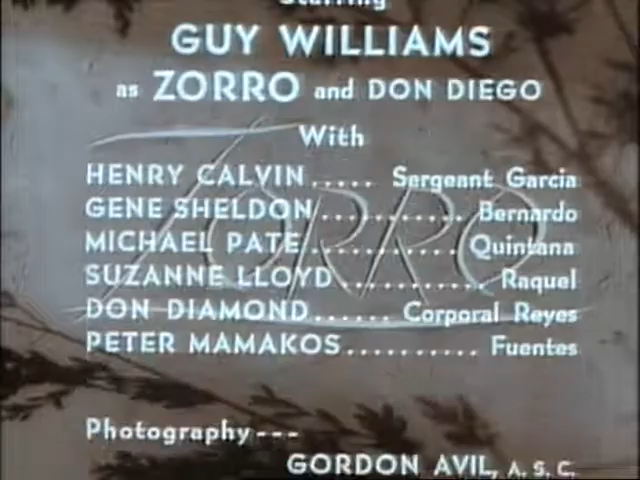 Starring
GUY WILLIAMS
as ZORRO and DON DIEGO
With
HENRY CALVIN..... Sergeant Garcia
GENE SHELDON........... Bernardo
MICHAEL PATE........... Quintana
SUZANNE LLOYD........... Raquel
DON DIAMOND...... Corporal Reyes
PETER MAMAKOS.......... Fuentes
ZORRO
Photography---
GORDON AVIL, A. S. C.